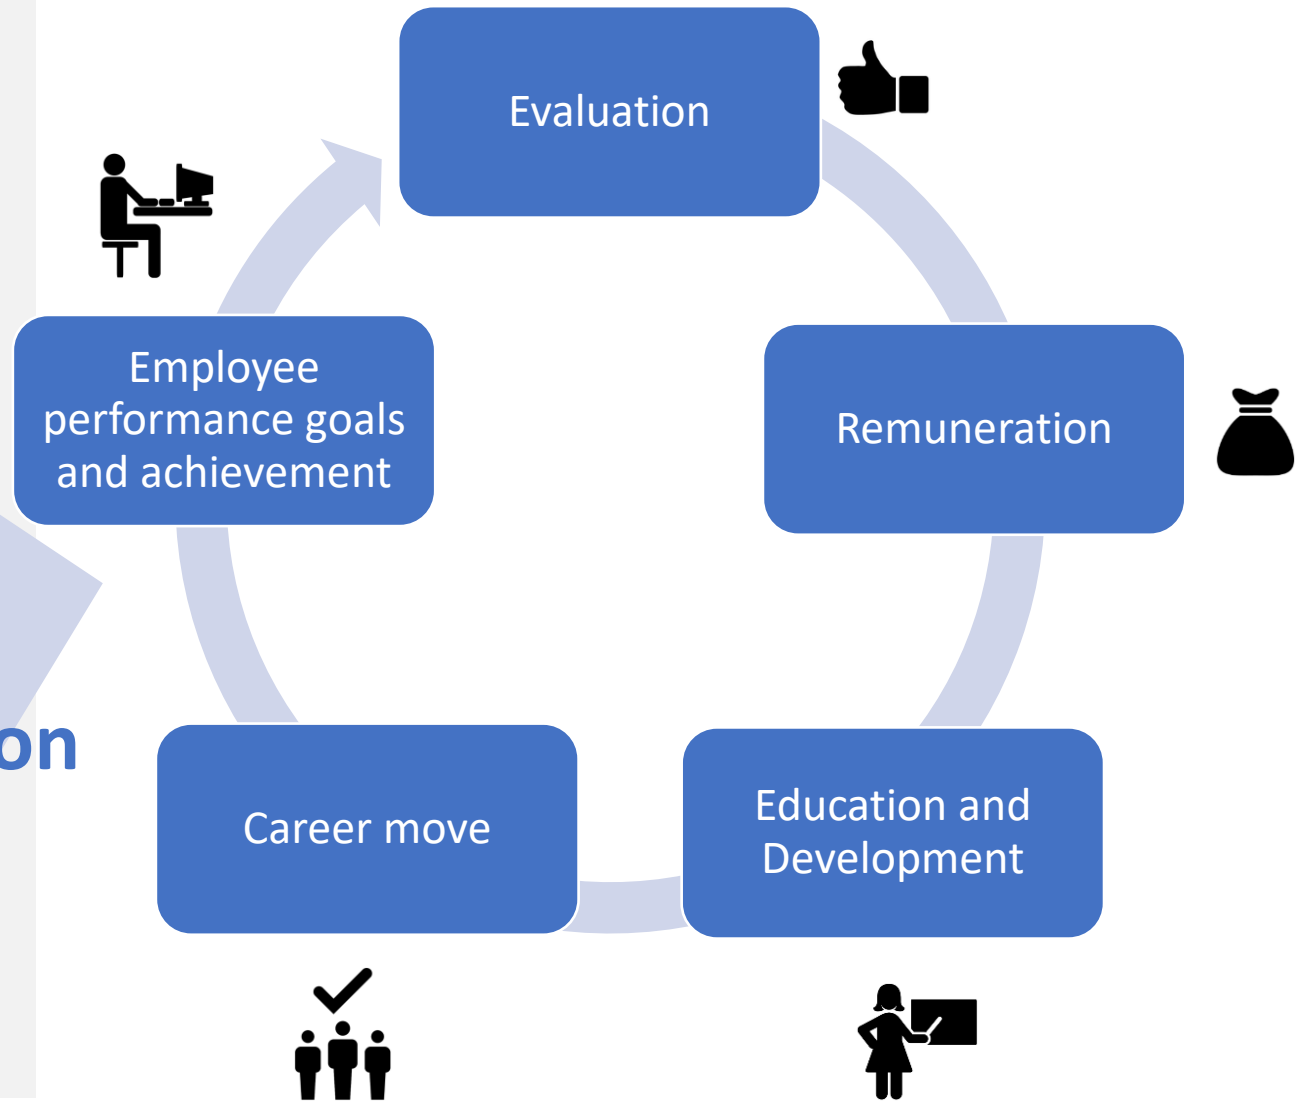 Evaluation
Employee
performance goals
and achievement
Remuneration
on
Career move
Education and
Development